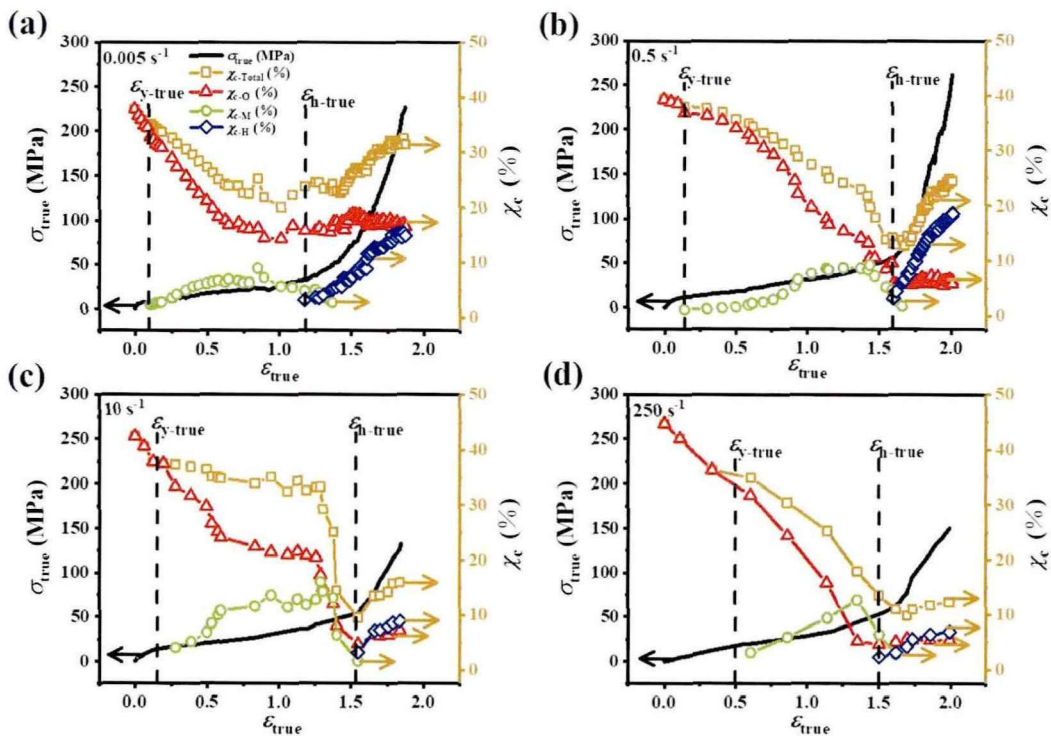 (a)
0.005 s⁻¹
σtrue (MPa)
χc-Total (%)
χc-O (%)
χc-M (%)
χc-H (%)
εy-true
εh-true
300
250
200
150
100
50
0
σtrue (MPa)
50
40
30
20
10
0
χc (%)
0.0 0.5 1.0 1.5 2.0
εtrue
(b)
0.5 s⁻¹
εy-true
εh-true
300
250
200
150
100
50
0
σtrue (MPa)
50
40
30
20
10
0
χc (%)
0.0 0.5 1.0 1.5 2.0
εtrue
(c)
10 s⁻¹
εy-true
εh-true
300
250
200
150
100
50
0
σtrue (MPa)
50
40
30
20
10
0
χc (%)
0.0 0.5 1.0 1.5 2.0
εtrue
(d)
250 s⁻¹
εy-true
εh-true
300
250
200
150
100
50
0
σtrue (MPa)
50
40
30
20
10
0
χc (%)
0.0 0.5 1.0 1.5 2.0
εtrue